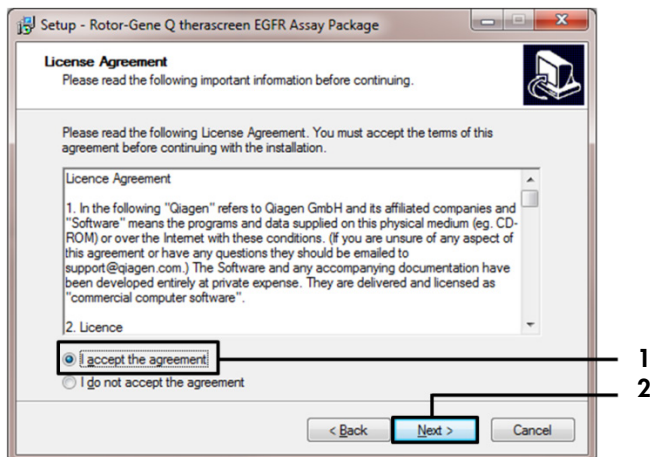 Setup - Rotor-Gene Q therascreen EGFR Assay Package
License Agreement
Please read the following important information before continuing.
Please read the following License Agreement. You must accept the terms of this
agreement before continuing with the installation.
Licence Agreement
1. In the following "Qiagen" refers to Qiagen GmbH and its affiliated companies and
"Software" means the programs and data supplied on this physical medium (eg. CD-
ROM) or over the Internet with these conditions. (If you are unsure of any aspect of
this agreement or have any questions they should be emailed to
support@qiagen.com.) The Software and any accompanying documentation have
been developed entirely at private expense. They are delivered and licensed as
"commercial computer software".
2. Licence
I accept the agreement
1
I do not accept the agreement
2
< Back
Next >
Cancel